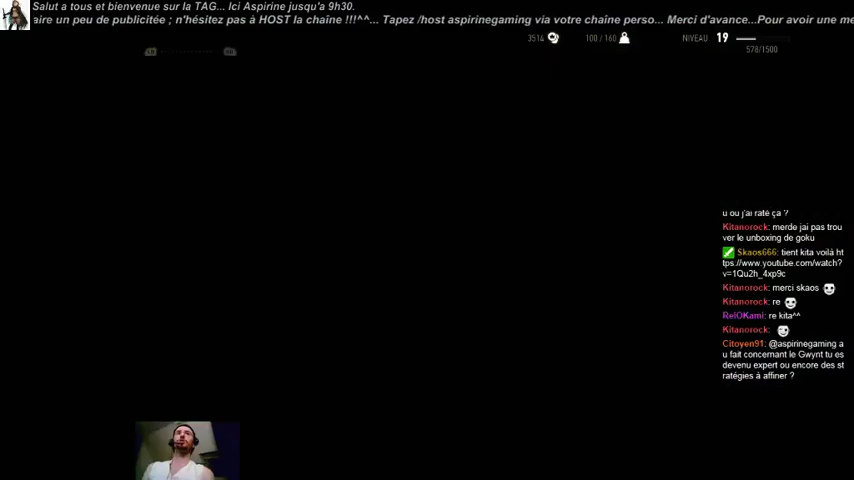 Salut a tous et bienvenue sur la TAG... Ici Aspirine jusqu'a 9h30.
aire un peu de publicitée ; n'hésitez pas à HOST la chaîne !!!^^... Tapez /host aspirinegaming via votre chaîne perso... Merci d'avance...Pour avoir une me
3514 100 / 160 NIVEAU 19
578/1500
u ou j'ai raté ça ?
Kitanorock: merde jai pas trou
ver le unboxing de goku
Skaos666: tient kita voilà ht
tps://www.youtube.com/watch?
v=1Qu2h_4xp9c
Kitanorock: merci skaos
Kitanorock: re
RelOKami: re kita^^
Kitanorock:
Citoyen91: @aspirinegaming a
u fait concernant le Gwynt tu es
devenu expert ou encore des st
ratégies à affiner ?